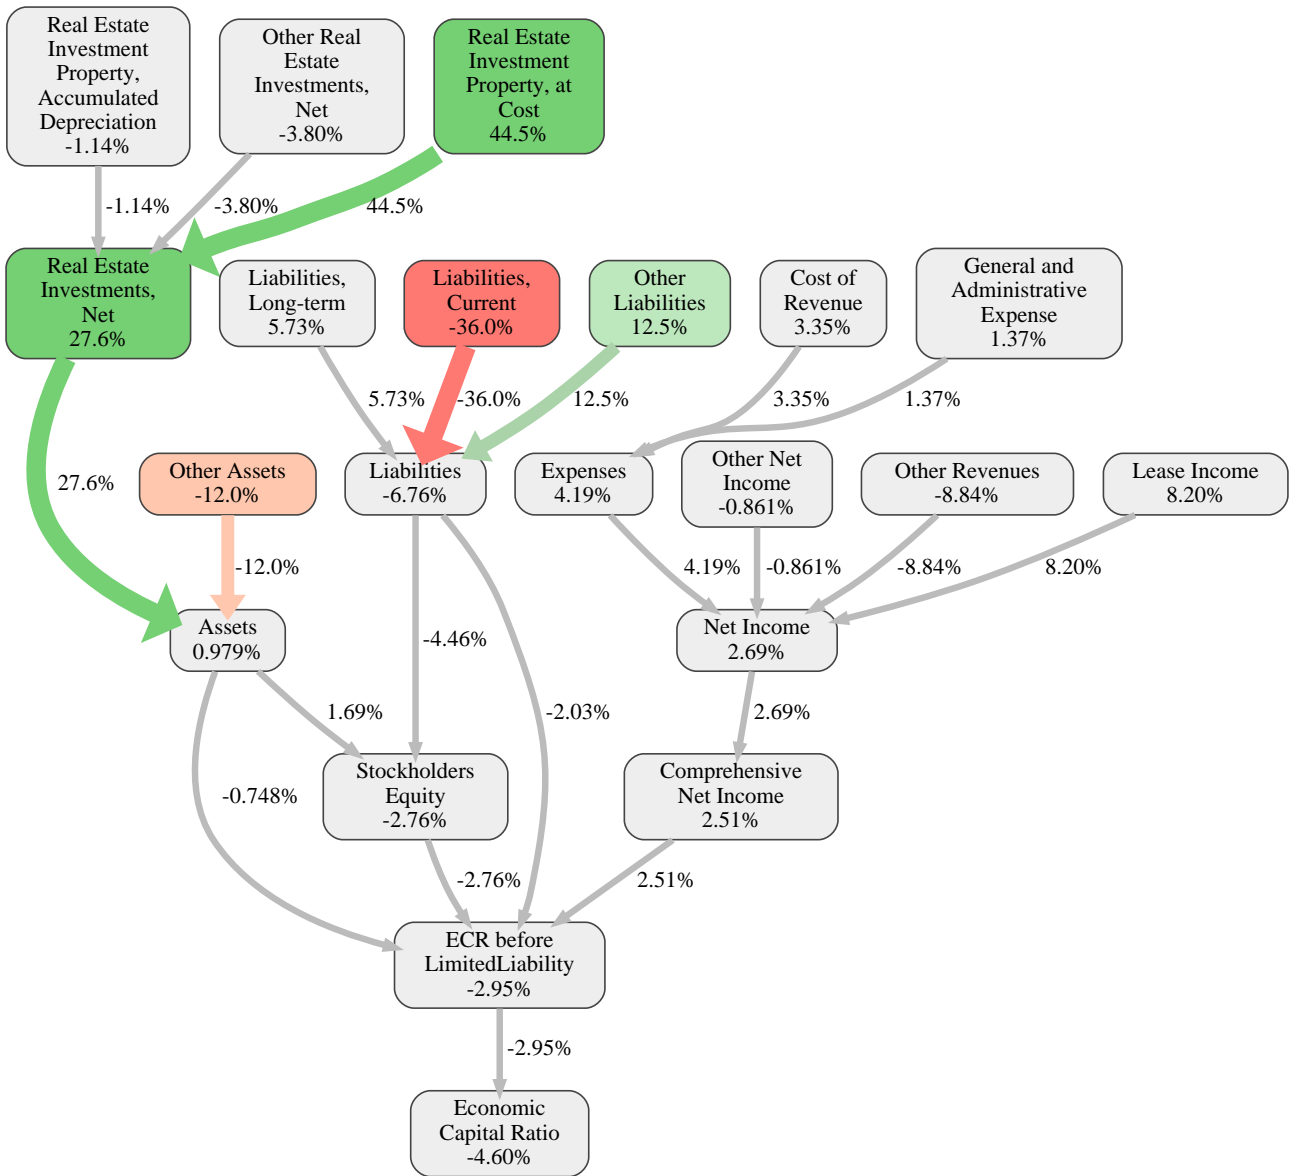 Real Estate
Investment
Property,
Accumulated
Depreciation
-1.14%
Other Real
Estate
Investments,
Net
-3.80%
Real Estate
Investment
Property, at
Cost
44.5%
-1.14%
-3.80%
44.5%
Real Estate
Investments,
Net
27.6%
Liabilities,
Long-term
5.73%
Liabilities,
Current
-36.0%
Other
Liabilities
12.5%
Cost of
Revenue
3.35%
General and
Administrative
Expense
1.37%
5.73%
-36.0%
12.5%
3.35%
1.37%
27.6%
Other Assets
-12.0%
Liabilities
-6.76%
Expenses
4.19%
Other Net
Income
-0.861%
Other Revenues
-8.84%
Lease Income
8.20%
-12.0%
4.19%
-0.861%
-8.84%
8.20%
Assets
0.979%
-4.46%
Net Income
2.69%
1.69%
-2.03%
2.69%
-0.748%
Stockholders
Equity
-2.76%
Comprehensive
Net Income
2.51%
-2.76%
2.51%
ECR before
LimitedLiability
-2.95%
-2.95%
Economic
Capital Ratio
-4.60%